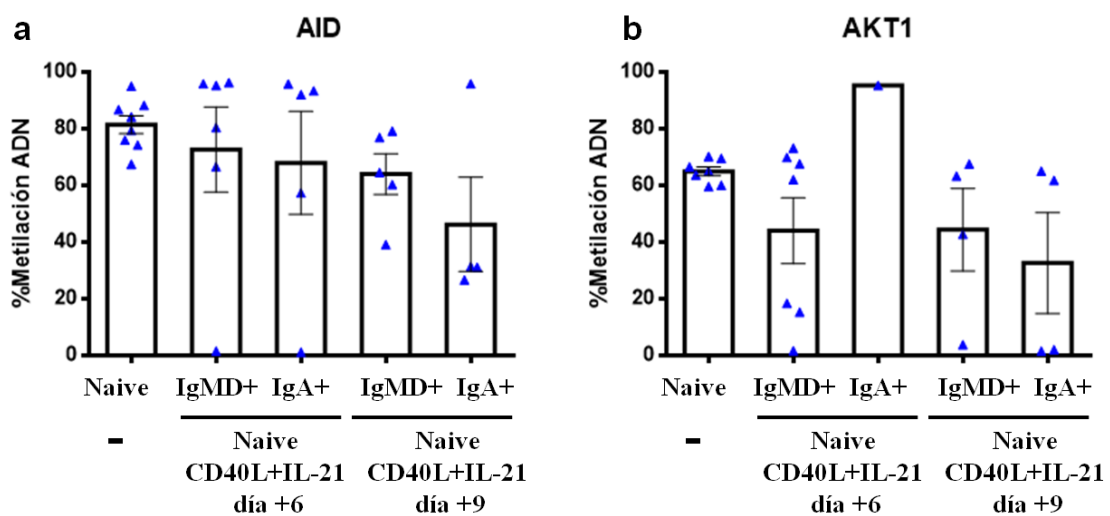 a
AID
%Metilación ADN
100
80
60
40
20
0
Naive IgMD+ IgA+ IgMD+ IgA+
-
Naive
CD40L+IL-21
día +6
Naive
CD40L+IL-21
día +9
b
AKT1
%Metilación ADN
100
80
60
40
20
0
Naive IgMD+ IgA+ IgMD+ IgA+
-
Naive
CD40L+IL-21
día +6
Naive
CD40L+IL-21
día +9